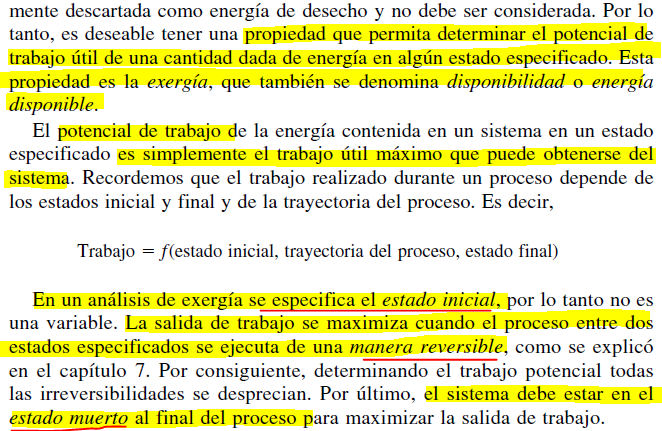 mente descartada como energía de desecho y no debe ser considerada. Por lo
tanto, es deseable tener una propiedad que permita determinar el potencial de
trabajo útil de una cantidad dada de energía en algún estado especificado. Esta
propiedad es la exergía, que también se denomina disponibilidad o energía
disponible.
El potencial de trabajo de la energía contenida en un sistema en un estado
especificado es simplemente el trabajo útil máximo que puede obtenerse del
sistema. Recordemos que el trabajo realizado durante un proceso depende de
los estados inicial y final y de la trayectoria del proceso. Es decir,
Trabajo = f(estado inicial, trayectoria del proceso, estado final)
En un análisis de exergía se especifica el estado inicial, por lo tanto no es
una variable. La salida de trabajo se maximiza cuando el proceso entre dos
estados especificados se ejecuta de una manera reversible, como se explicó
en el capítulo 7. Por consiguiente, determinando el trabajo potencial todas
las irreversibilidades se desprecian. Por último, el sistema debe estar en el
estado muerto al final del proceso para maximizar la salida de trabajo.